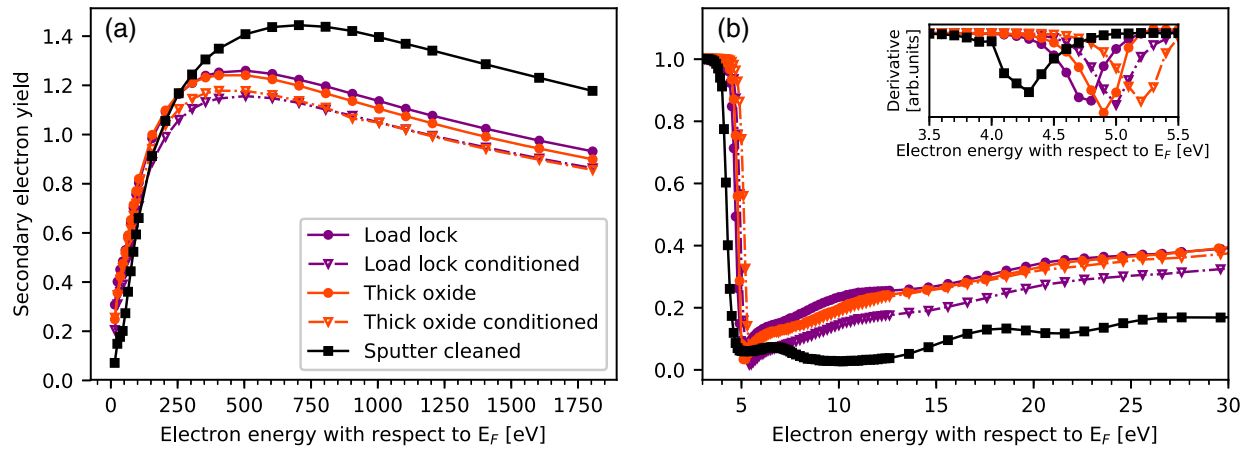 (a)
Secondary electron yield
1.4
1.2
1.0
0.8
0.6
0.4
0.2
0.0
0 250 500 750 1000 1250 1500 1750
Electron energy with respect to E_F [eV]
Load lock
Load lock conditioned
Thick oxide
Thick oxide conditioned
Sputter cleaned
(b)
1.0
0.8
0.6
0.4
0.2
0.0
5 10 15 20 25 30
Electron energy with respect to E_F [eV]
Derivative
[arb.units]
3.5 4.0 4.5 5.0 5.5
Electron energy with respect to E_F [eV]